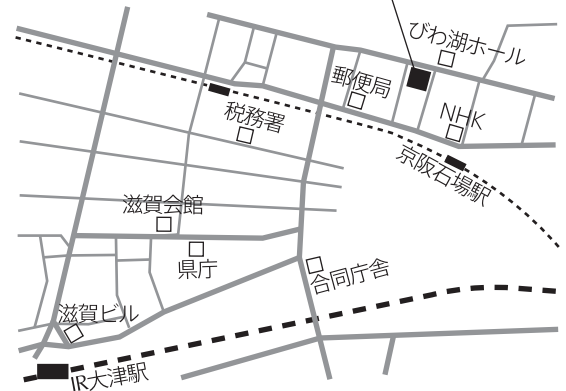 びわ湖ホール
郵便局
税務署
NHK
京阪石場駅
滋賀会館
県庁
合同庁舎
滋賀ビル
JR大津駅